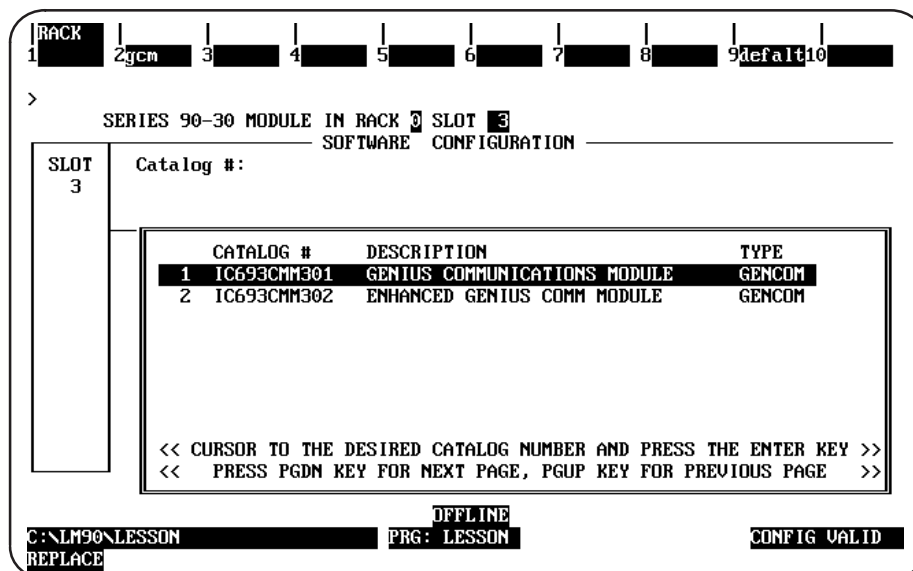 RACK
1 2gcm 3 4 5 6 7 8 9defalt10
>
SERIES 90-30 MODULE IN RACK 0 SLOT 3
SOFTWARE CONFIGURATION
SLOT Catalog #:
3
CATALOG # DESCRIPTION TYPE
1 IC693CMM301 GENIUS COMMUNICATIONS MODULE GENCOM
2 IC693CMM302 ENHANCED GENIUS COMM MODULE GENCOM
<< CURSOR TO THE DESIRED CATALOG NUMBER AND PRESS THE ENTER KEY >>
<< PRESS PGDN KEY FOR NEXT PAGE, PGUP KEY FOR PREVIOUS PAGE >>
OFFLINE
C:\LM90\LESSON PRG: LESSON CONFIG VALID
REPLACE